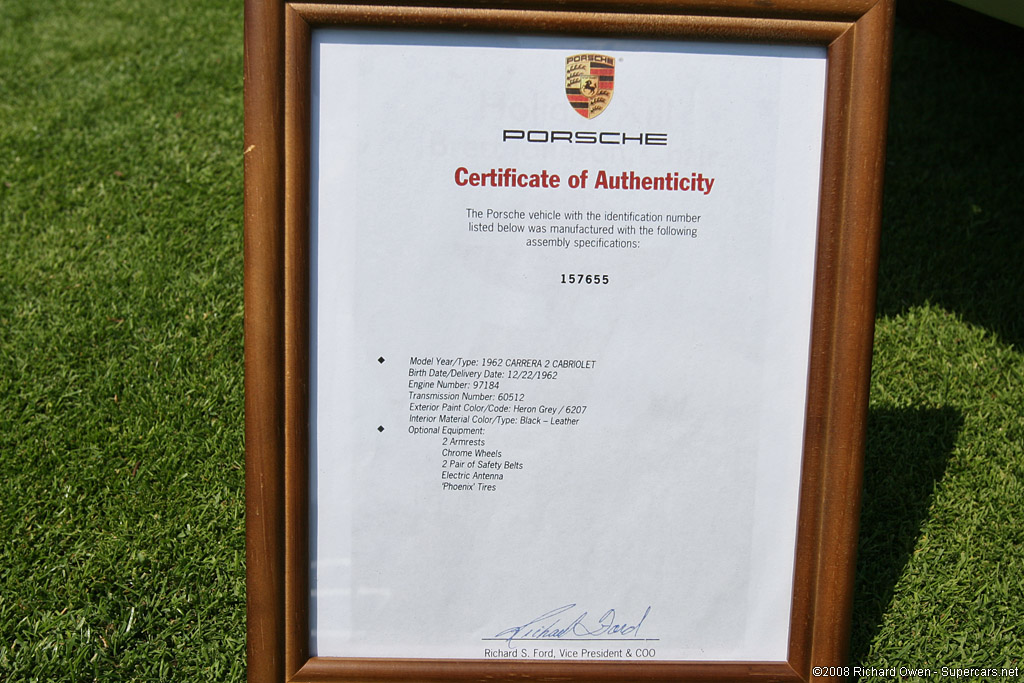 PORSCHE
PORSCHE
Certificate of Authenticity
The Porsche vehicle with the identification number
listed below was manufactured with the following
assembly specifications:
157655
◆ Model Year/Type: 1962 CARRERA 2 CABRIOLET
Birth Date/Delivery Date: 12/22/1962
Engine Number: 97184
Transmission Number: 60512
Exterior Paint Color/Code: Heron Grey / 6207
Interior Material Color/Type: Black – Leather
◆ Optional Equipment:
2 Armrests
Chrome Wheels
2 Pair of Safety Belts
Electric Antenna
'Phoenix' Tires
Richard Ford
Richard S. Ford, Vice President & COO
©2008 Richard Owen - Supercars.net